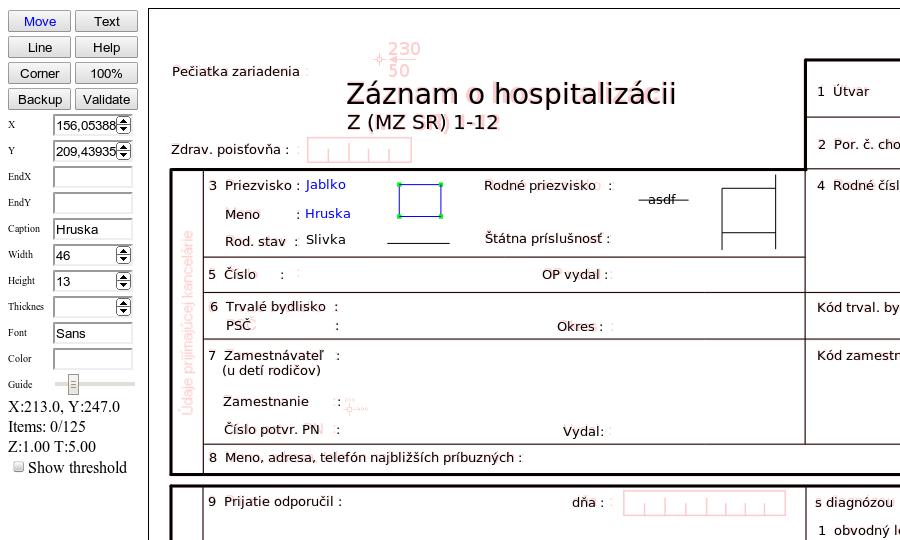 Move Text
Line Help
Corner 100%
Backup Validate
X 156,05388
Y 209,43935
EndX
EndY
Caption Hruska
Width 46
Height 13
Thicknes
Font Sans
Color
Guide
X:213.0, Y:247.0
Items: 0/125
Z:1.00 T:5.00
Show threshold
230
50
Pečiatka zariadenia
Záznam o hospitalizácii
Z (MZ SR) 1-12
Zdrav. poisťovňa :
1 Útvar
2 Por. č. cho
Údaje prijímajúcej kancelárie
3 Priezvisko : Jablko
Rodné priezvisko :
asdf
4 Rodné čísl
Meno : Hruska
Rod. stav : Slivka
Štátna príslušnosť :
5 Číslo :
OP vydal :
6 Trvalé bydlisko :
Kód trval. by
PSČ :
Okres :
7 Zamestnávateľ :
(u detí rodičov)
Kód zamestn
Zamestnanie :
Číslo potvr. PN :
Vydal:
8 Meno, adresa, telefón najbližších príbuzných :
9 Prijatie odporučil :
dňa :
s diagnózou
1 obvodný